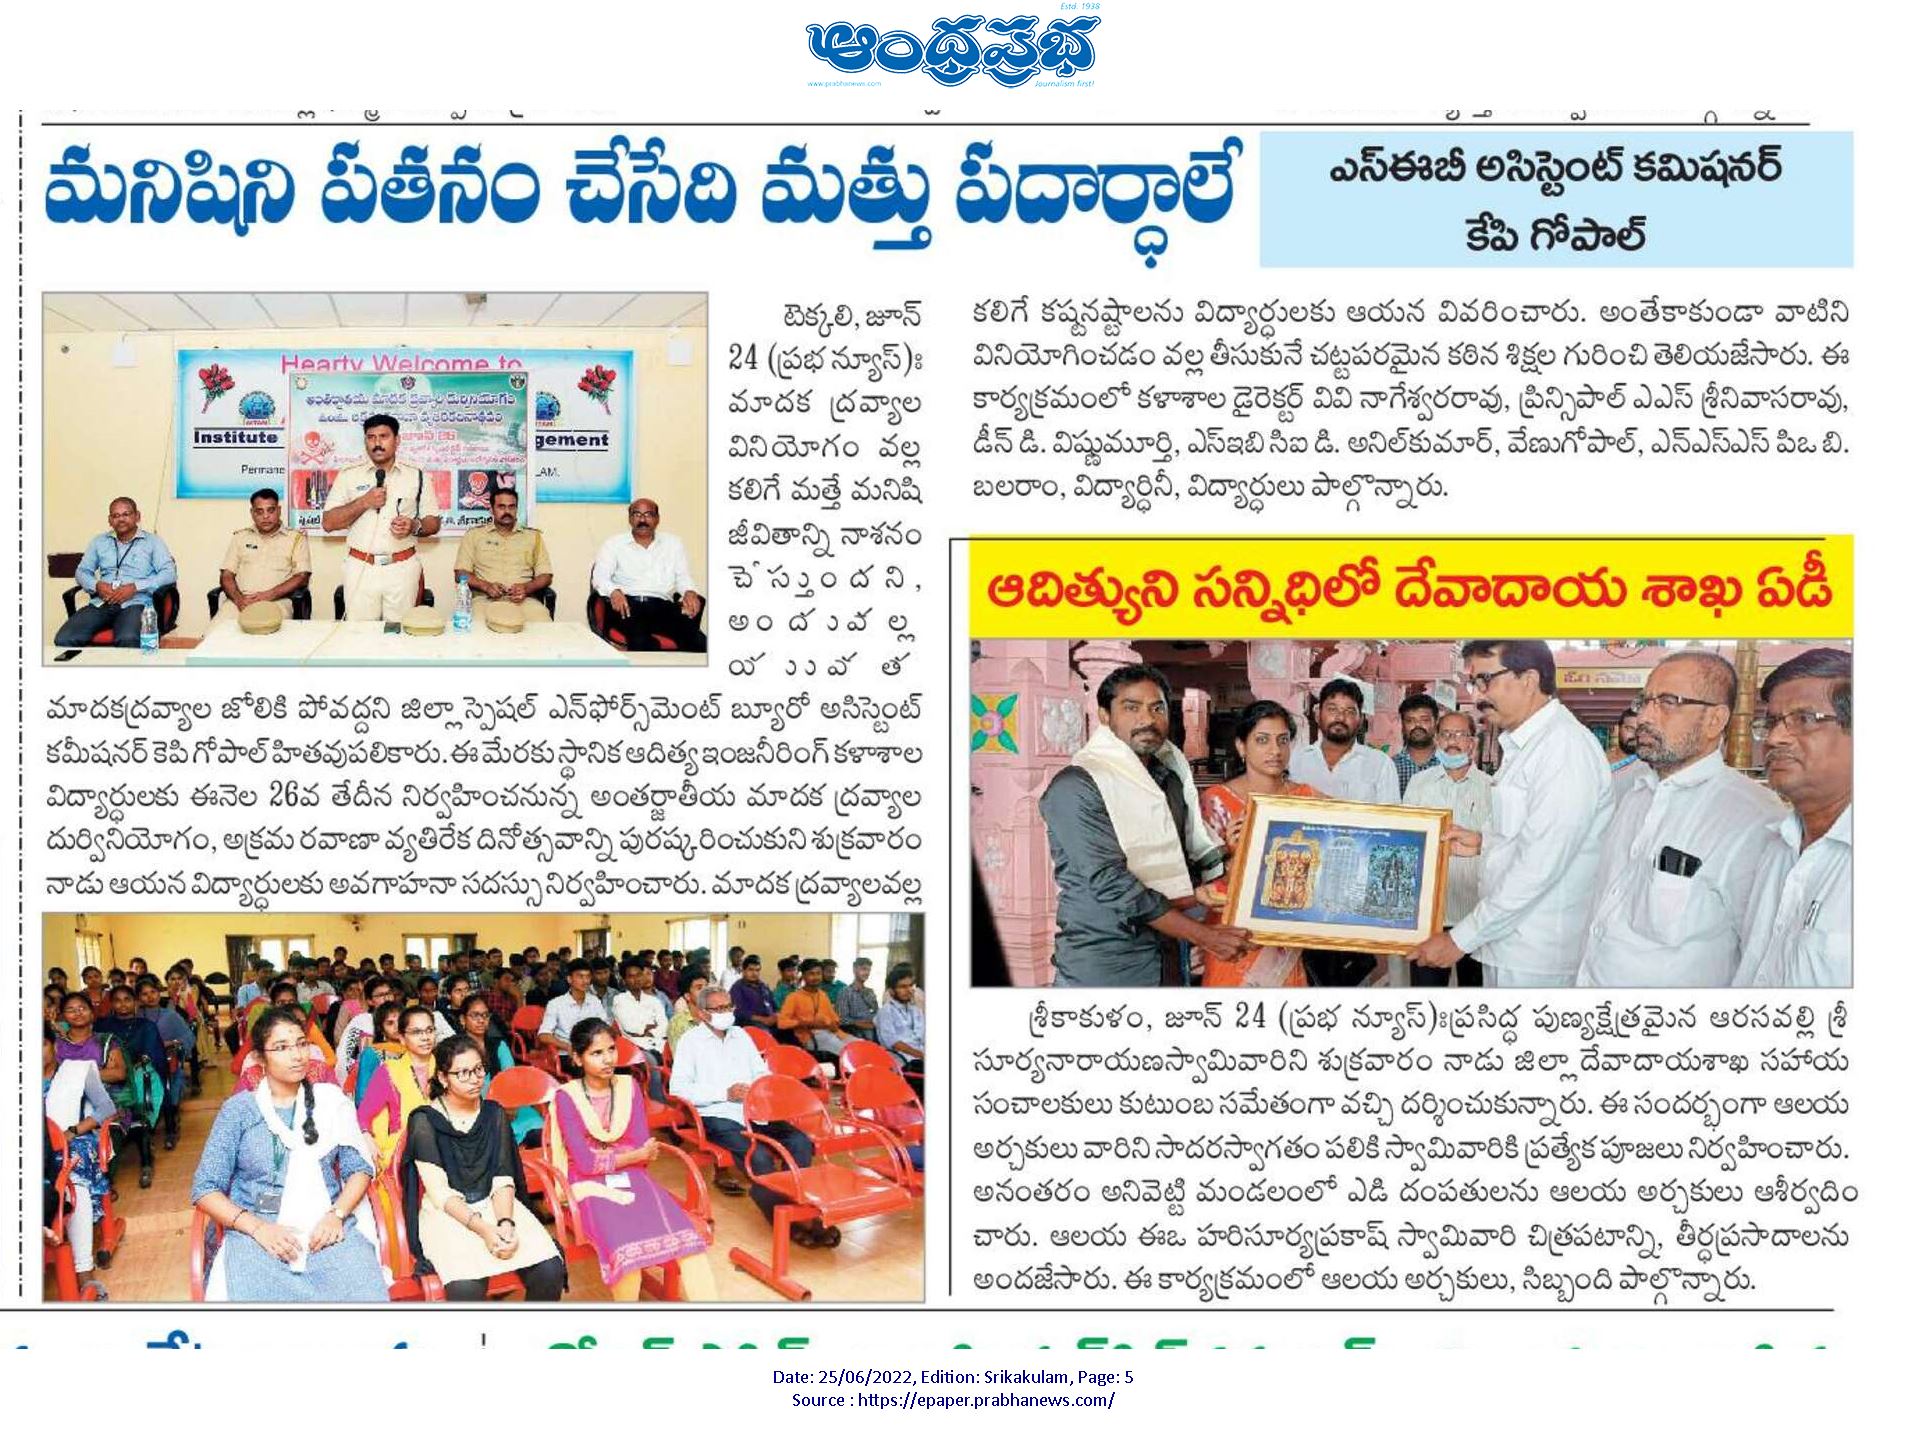 Estd. 1938
ఆంధ్రప్రభ
www.prabhanews.com
Journalism first!
మనిషిని పతనం చేసేది మత్తు పదార్థాలే
ఎస్ఈబీ అసిస్టెంట్ కమిషనర్
కేపి గోపాల్
Hearty Welcome to
అంతర్జాతీయ మాదక ద్రవ్యాల దుర్వినియోగం
Institute
gement
Permane
LAM.
టెక్కలి, జూన్
24 (ప్రభ న్యూస్):
మాదక ద్రవ్యాల
వినియోగం వల్ల
కలిగే మత్తే మనిషి
జీవితాన్ని నాశనం
చేస్తుందని,
అందువల్ల
యువత
మాదకద్రవ్యాల జోలికి పోవద్దని జిల్లా స్పెషల్ ఎన్‌ఫోర్స్‌మెంట్ బ్యూరో అసిస్టెంట్
కమీషనర్ కెపి గోపాల్ హితవుపలికారు. ఈ మేరకు స్థానిక ఆదిత్య ఇంజనీరింగ్ కళాశాల
విద్యార్ధులకు ఈనెల 26వ తేదీన నిర్వహించనున్న అంతర్జాతీయ మాదక ద్రవ్యాల
దుర్వినియోగం, అక్రమ రవాణా వ్యతిరేక దినోత్సవాన్ని పురష్కరించుకుని శుక్రవారం
నాడు ఆయన విద్యార్ధులకు అవగాహనా సదస్సు నిర్వహించారు. మాదక ద్రవ్యాలవల్ల
కలిగే కష్టనష్టాలను విద్యార్ధులకు ఆయన వివరించారు. అంతేకాకుండా వాటిని
వినియోగించడం వల్ల తీసుకునే చట్టపరమైన కఠిన శిక్షల గురించి తెలియజేసారు. ఈ
కార్యక్రమంలో కళాశాల డైరెక్టర్ వివి నాగేశ్వరరావు, ప్రిన్సిపాల్ ఎఎస్ శ్రీనివాసరావు,
డీన్ డి. విష్ణుమూర్తి, ఎస్ఇబి సిఐ డి. అనిల్‌కుమార్, వేణుగోపాల్, ఎన్ఎస్ఎస్ పిఒ బి.
బలరాం, విద్యార్ధినీ, విద్యార్ధులు పాల్గొన్నారు.
ఆదిత్యుని సన్నిధిలో దేవాదాయ శాఖ ఏడీ
శ్రీకాకుళం, జూన్ 24 (ప్రభ న్యూస్):ప్రసిద్ధ పుణ్యక్షేత్రమైన ఆరసవల్లి శ్రీ
సూర్యనారాయణస్వామివారిని శుక్రవారం నాడు జిల్లా దేవాదాయశాఖ సహాయ
సంచాలకులు కుటుంబ సమేతంగా వచ్చి దర్శించుకున్నారు. ఈ సందర్భంగా ఆలయ
అర్చకులు వారిని సాదరస్వాగతం పలికి స్వామివారికి ప్రత్యేక పూజలు నిర్వహించారు.
అనంతరం అనివెట్టి మండలంలో ఎడి దంపతులను ఆలయ అర్చకులు ఆశీర్వదిం
చారు. ఆలయ ఈఒ హరిసూర్యప్రకాష్ స్వామివారి చిత్రపటాన్ని, తీర్ధప్రసాదాలను
అందజేసారు. ఈ కార్యక్రమంలో ఆలయ అర్చకులు, సిబ్బంది పాల్గొన్నారు.
Date: 25/06/2022, Edition: Srikakulam, Page: 5
Source : https://epaper.prabhanews.com/